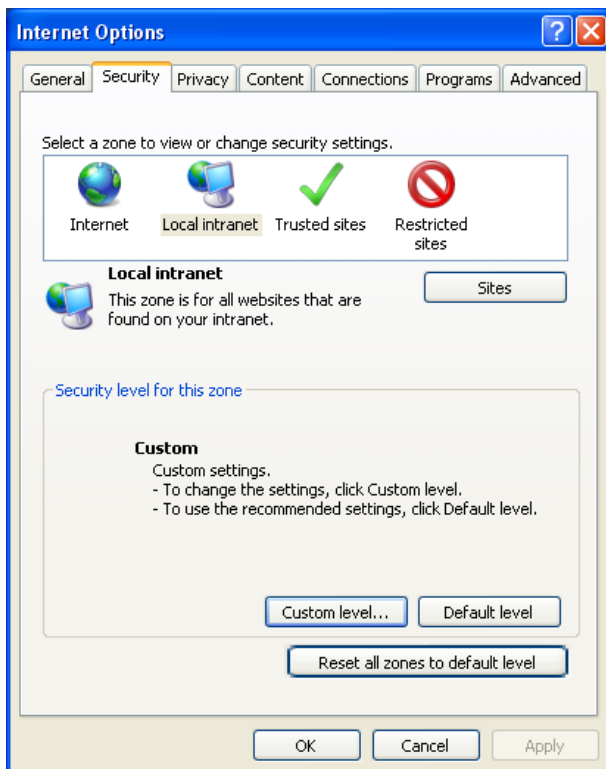 Internet Options
General Security Privacy Content Connections Programs Advanced
Select a zone to view or change security settings.
Internet Local intranet Trusted sites Restricted
sites
Local intranet
Sites
This zone is for all websites that are
found on your intranet.
Security level for this zone
Custom
Custom settings.
- To change the settings, click Custom level.
- To use the recommended settings, click Default level.
Custom level... Default level
Reset all zones to default level
OK Cancel Apply